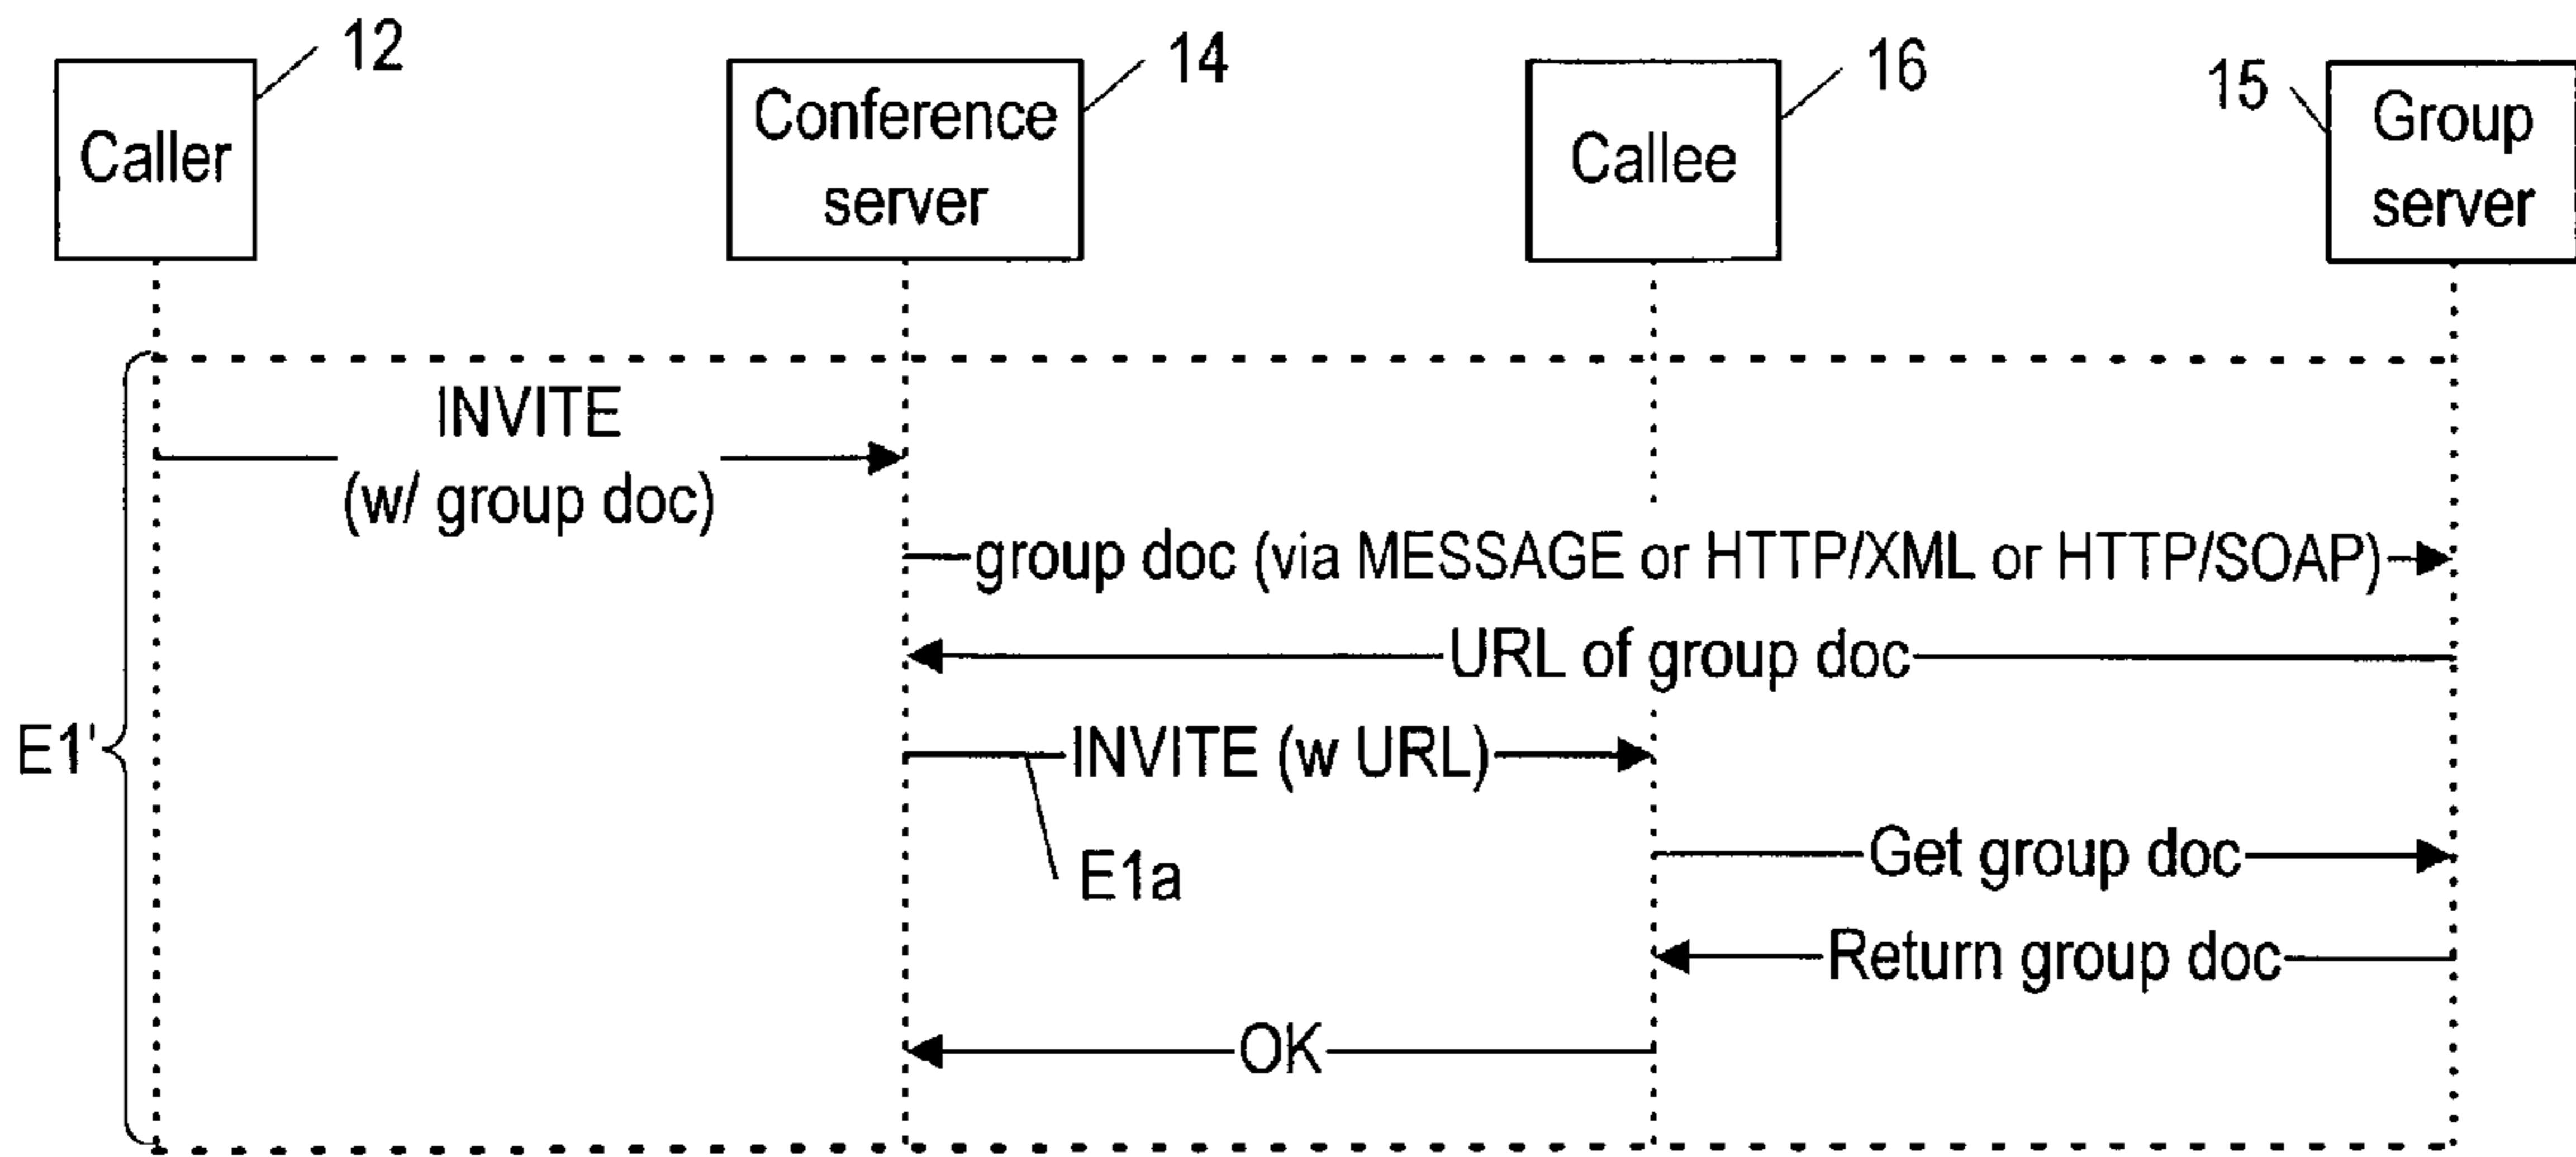 12
14
16
15
Caller
Conference
server
Callee
Group
server
INVITE
(w/ group doc)
group doc (via MESSAGE or HTTP/XML or HTTP/SOAP)
URL of group doc
E1'
INVITE (w URL)
E1a
Get group doc
Return group doc
OK